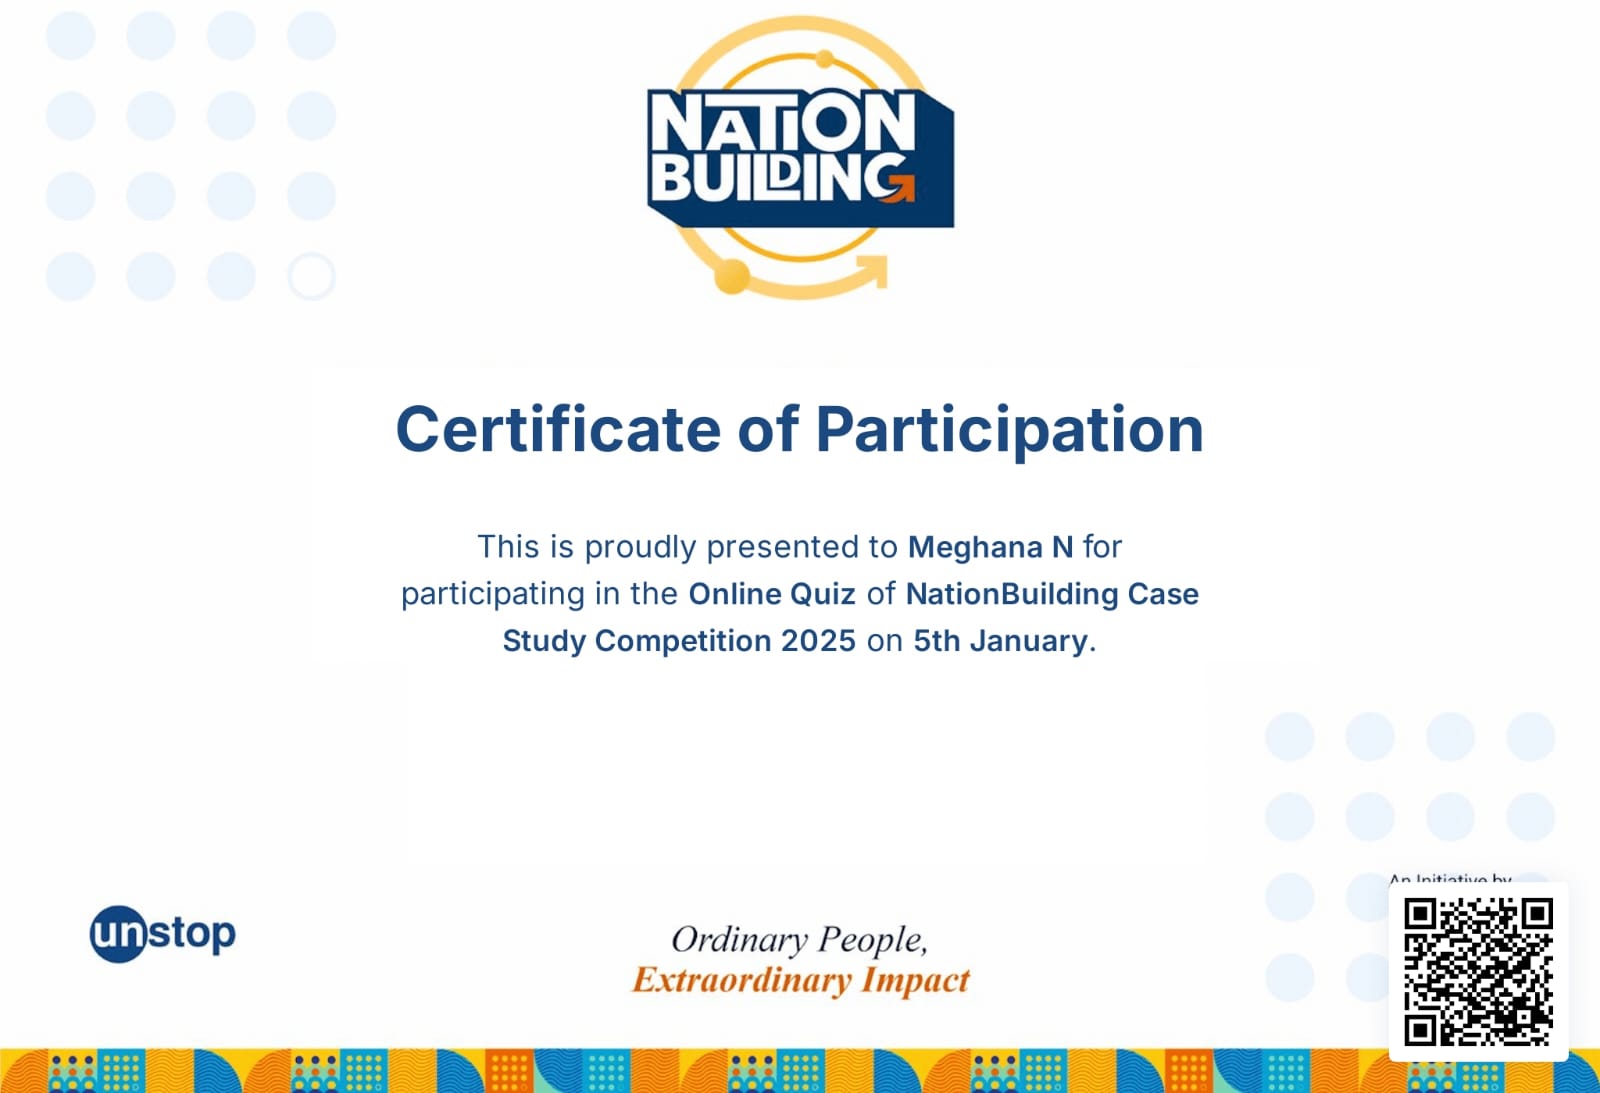 NATION
BUILDING
Certificate of Participation
This is proudly presented to Meghana N for
participating in the Online Quiz of NationBuilding Case
Study Competition 2025 on 5th January.
An Initiative by
unstop
Ordinary People,
Extraordinary Impact